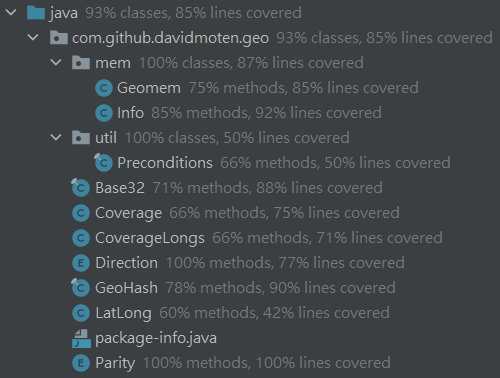 java 93% classes, 85% lines covered
com.github.davidmoten.geo 93% classes, 85% lines covered
mem 100% classes, 87% lines covered
Geomem 75% methods, 85% lines covered
Info 85% methods, 92% lines covered
util 100% classes, 50% lines covered
Preconditions 66% methods, 50% lines covered
Base32 71% methods, 88% lines covered
Coverage 66% methods, 75% lines covered
CoverageLongs 66% methods, 71% lines covered
Direction 100% methods, 77% lines covered
GeoHash 78% methods, 90% lines covered
LatLong 60% methods, 42% lines covered
package-info.java
Parity 100% methods, 100% lines covered